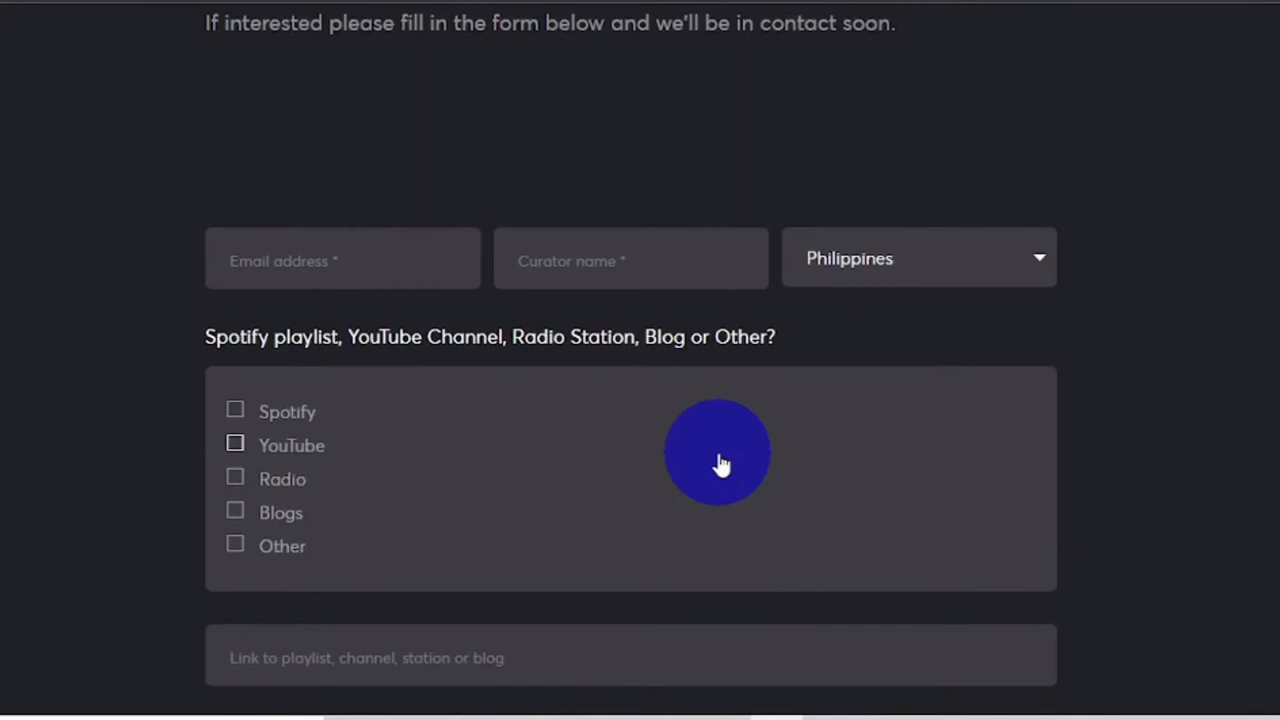 If interested please fill in the form below and we'll be in contact soon.
Email address *
Curator name *
Philippines
Spotify playlist, YouTube Channel, Radio Station, Blog or Other?
Spotify
YouTube
Radio
Blogs
Other
Link to playlist, channel, station or blog